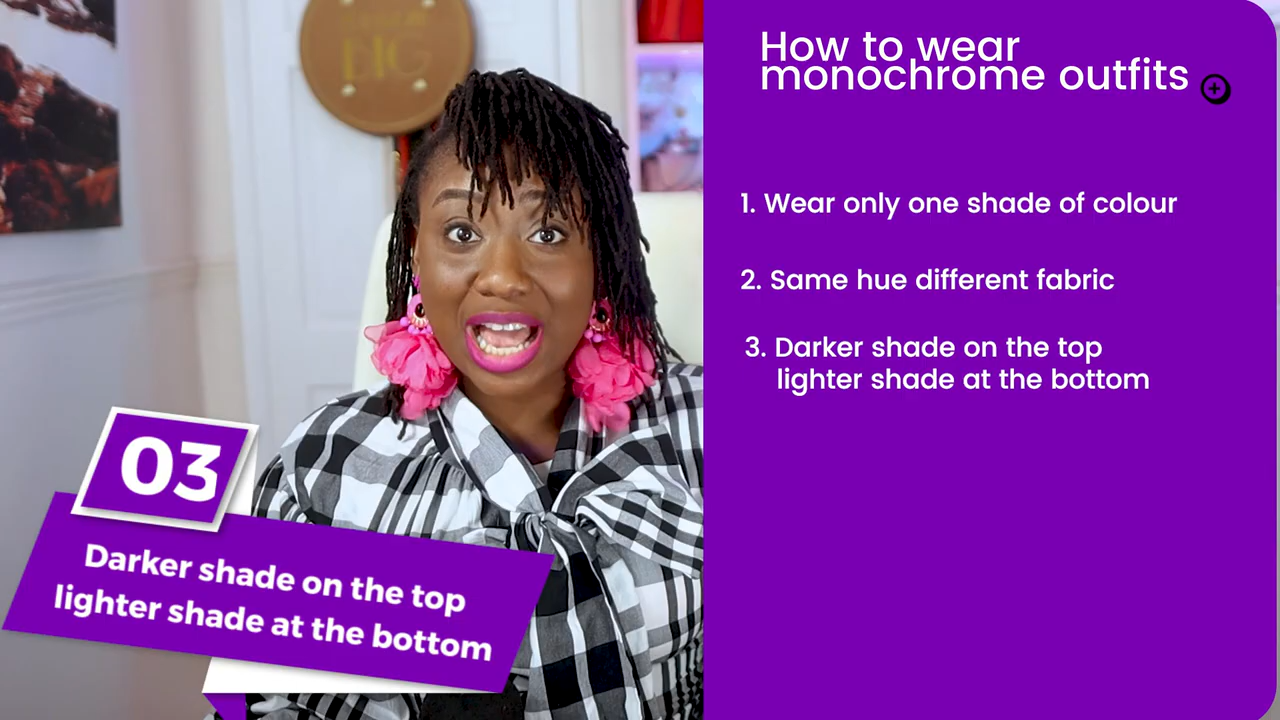 BIG
How to wear
monochrome outfits
1. Wear only one shade of colour
2. Same hue different fabric
3. Darker shade on the top
lighter shade at the bottom
03
Darker shade on the top
lighter shade at the bottom